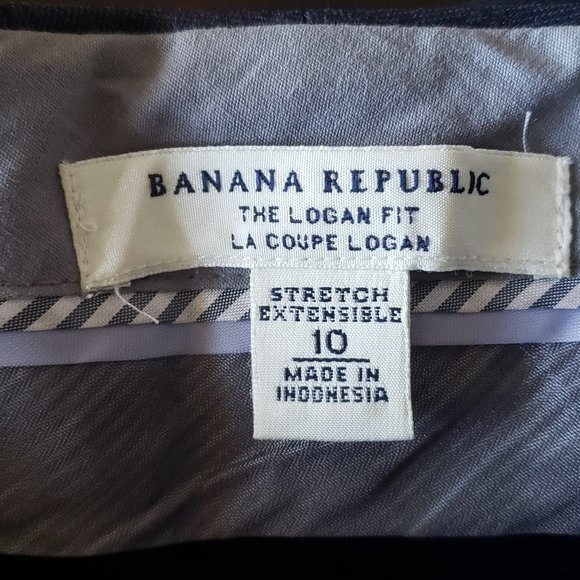 BANANA REPUBLIC
THE LOGAN FIT
LA COUPE LOGAN
STRETCH
EXTENSIBLE
10
MADE IN
INDONESIA